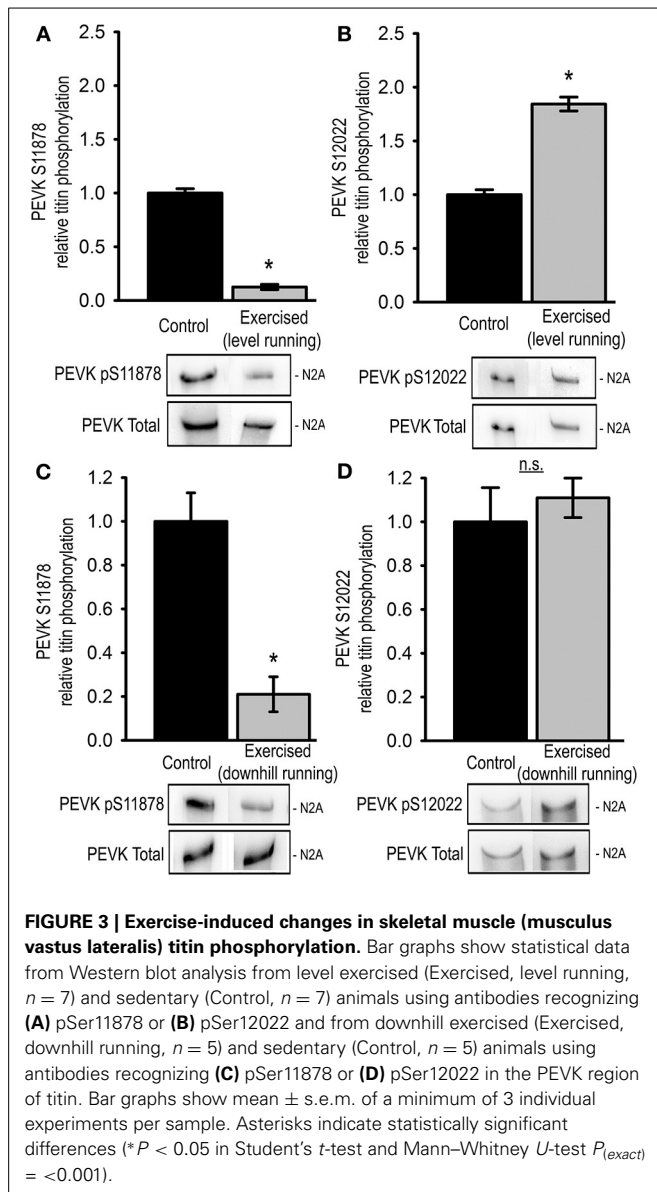 A
2.5
2.0
1.5
1.0
0.5
0.0
PEVK S11878
relative titin phosphorylation
*
Control
Exercised
(level running)
PEVK pS11878
- N2A
PEVK Total
- N2A
B
2.5
2.0
1.5
1.0
0.5
0.0
PEVK S12022
relative titin phosphorylation
*
Control
Exercised
(level running)
PEVK pS12022
- N2A
PEVK Total
- N2A
C
1.2
1.0
0.8
0.6
0.4
0.2
0.0
PEVK S11878
relative titin phosphorylation
*
Control
Exercised
(downhill running)
PEVK pS11878
- N2A
PEVK Total
- N2A
D
n.s.
1.2
1.0
0.8
0.6
0.4
0.2
0.0
PEVK S12022
relative titin phosphorylation
Control
Exercised
(downhill running)
PEVK pS12022
- N2A
PEVK Total
- N2A
FIGURE 3 | Exercise-induced changes in skeletal muscle (musculus
vastus lateralis) titin phosphorylation. Bar graphs show statistical data
from Western blot analysis from level exercised (Exercised, level running,
n = 7) and sedentary (Control, n = 7) animals using antibodies recognizing
(A) pSer11878 or (B) pSer12022 and from downhill exercised (Exercised,
downhill running, n = 5) and sedentary (Control, n = 5) animals using
antibodies recognizing (C) pSer11878 or (D) pSer12022 in the PEVK region
of titin. Bar graphs show mean ± s.e.m. of a minimum of 3 individual
experiments per sample. Asterisks indicate statistically significant
differences (*P < 0.05 in Student's t-test and Mann–Whitney U-test P(exact)
= <0.001).